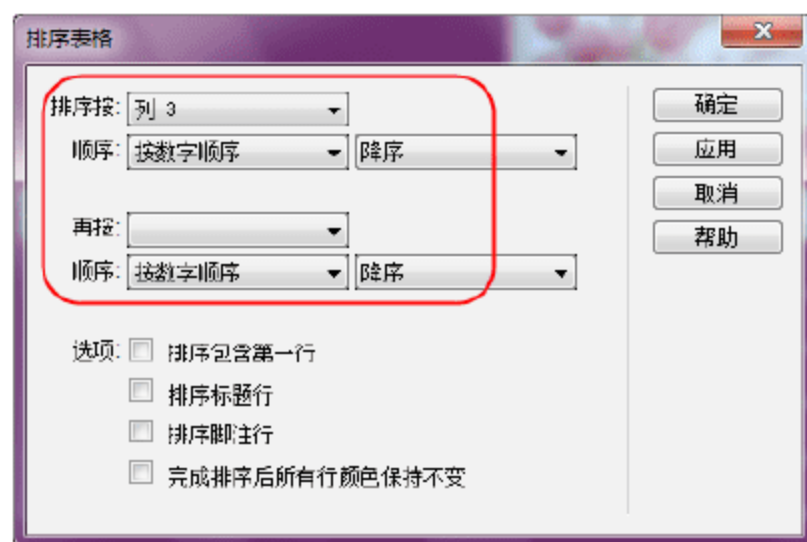 排序表格
排序按: 列 3
顺序: 按数字顺序 降序
再按:
顺序: 按数字顺序 降序
选项: 排序包含第一行
排序标题行
排序脚注行
完成排序后所有行颜色保持不变
确定
应用
取消
帮助